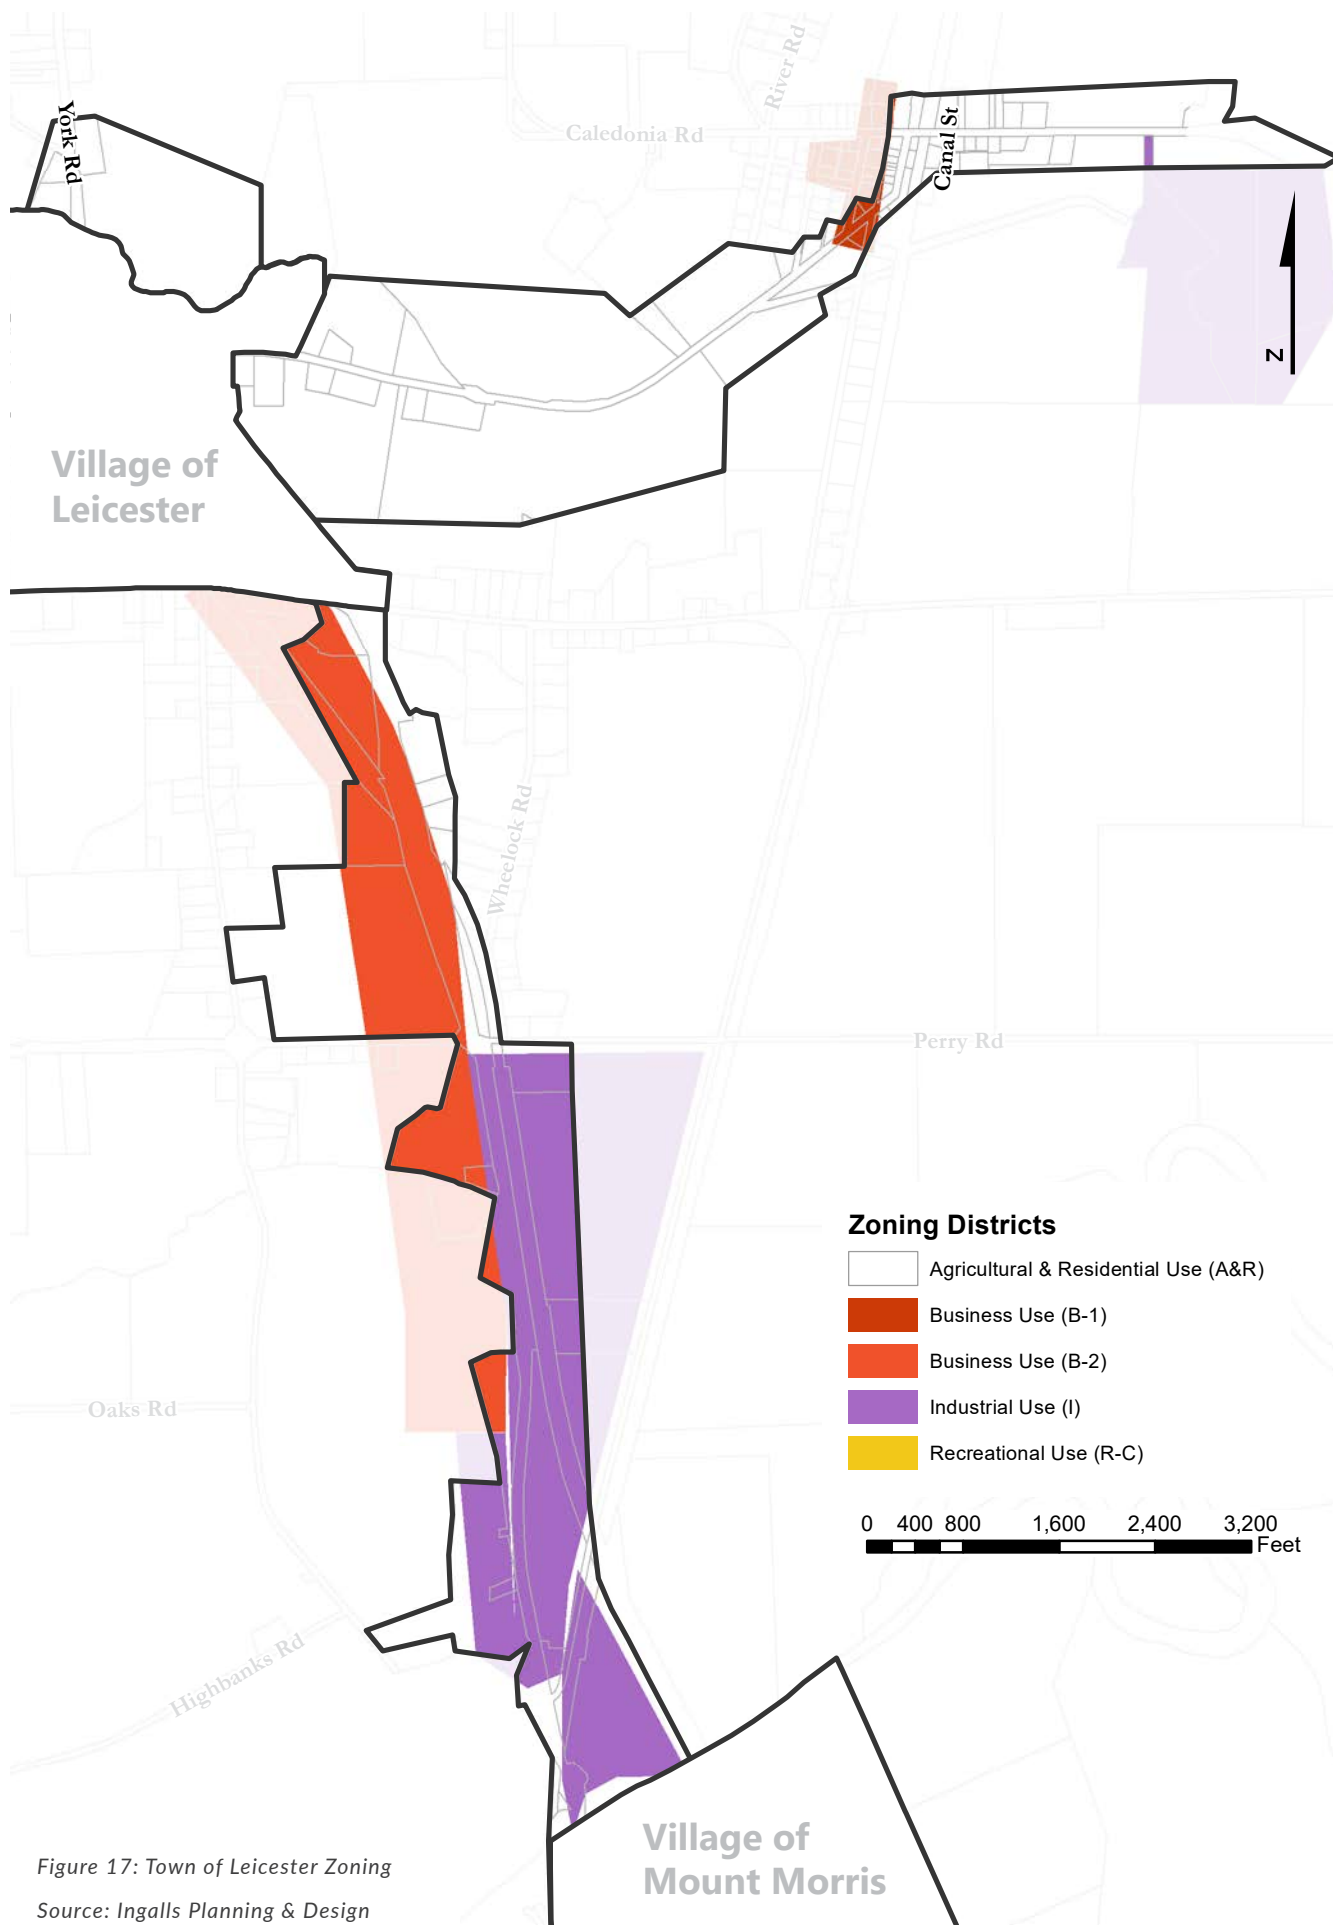 River Rd
York Rd
Caledonia Rd
Canal St
N
Village of
Leicester
Wheelock Rd
Perry Rd
Zoning Districts
Agricultural & Residential Use (A&R)
Business Use (B-1)
Business Use (B-2)
Industrial Use (I)
Recreational Use (R-C)
Oaks Rd
0 400 800 1,600 2,400 3,200
Feet
Highbanks Rd
Village of
Mount Morris
Figure 17: Town of Leicester Zoning
Source: Ingalls Planning & Design